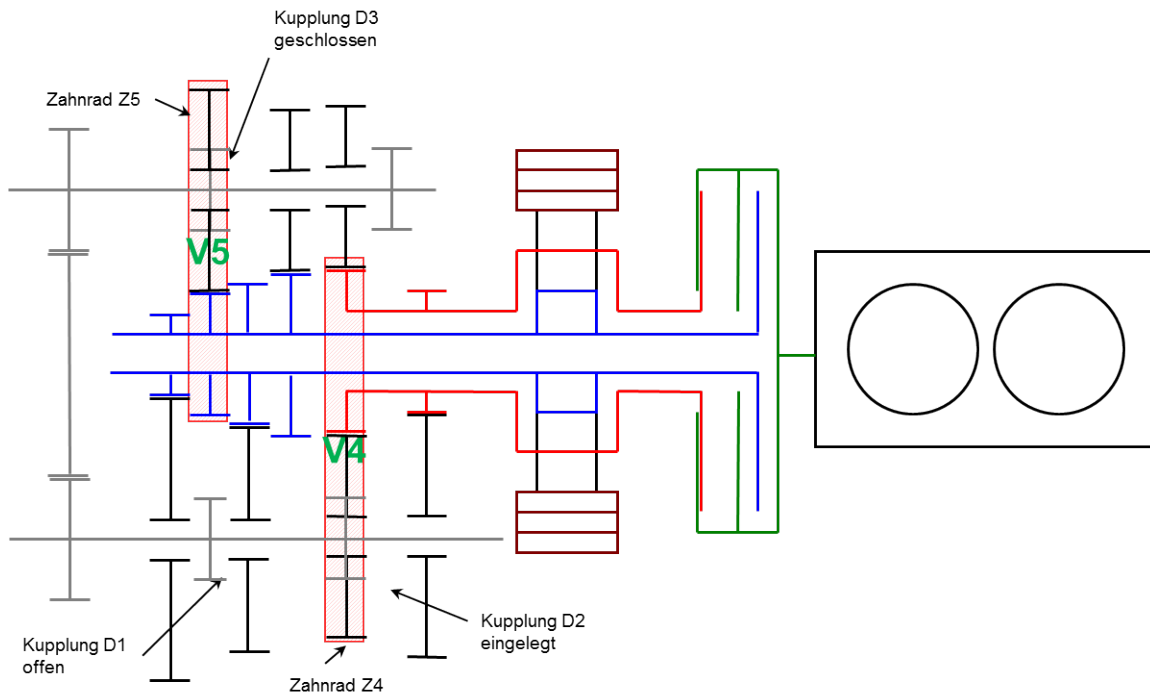 Kupplung D3
geschlossen
Zahnrad Z5
V5
V4
Kupplung D1
offen
Kupplung D2
eingelegt
Zahnrad Z4